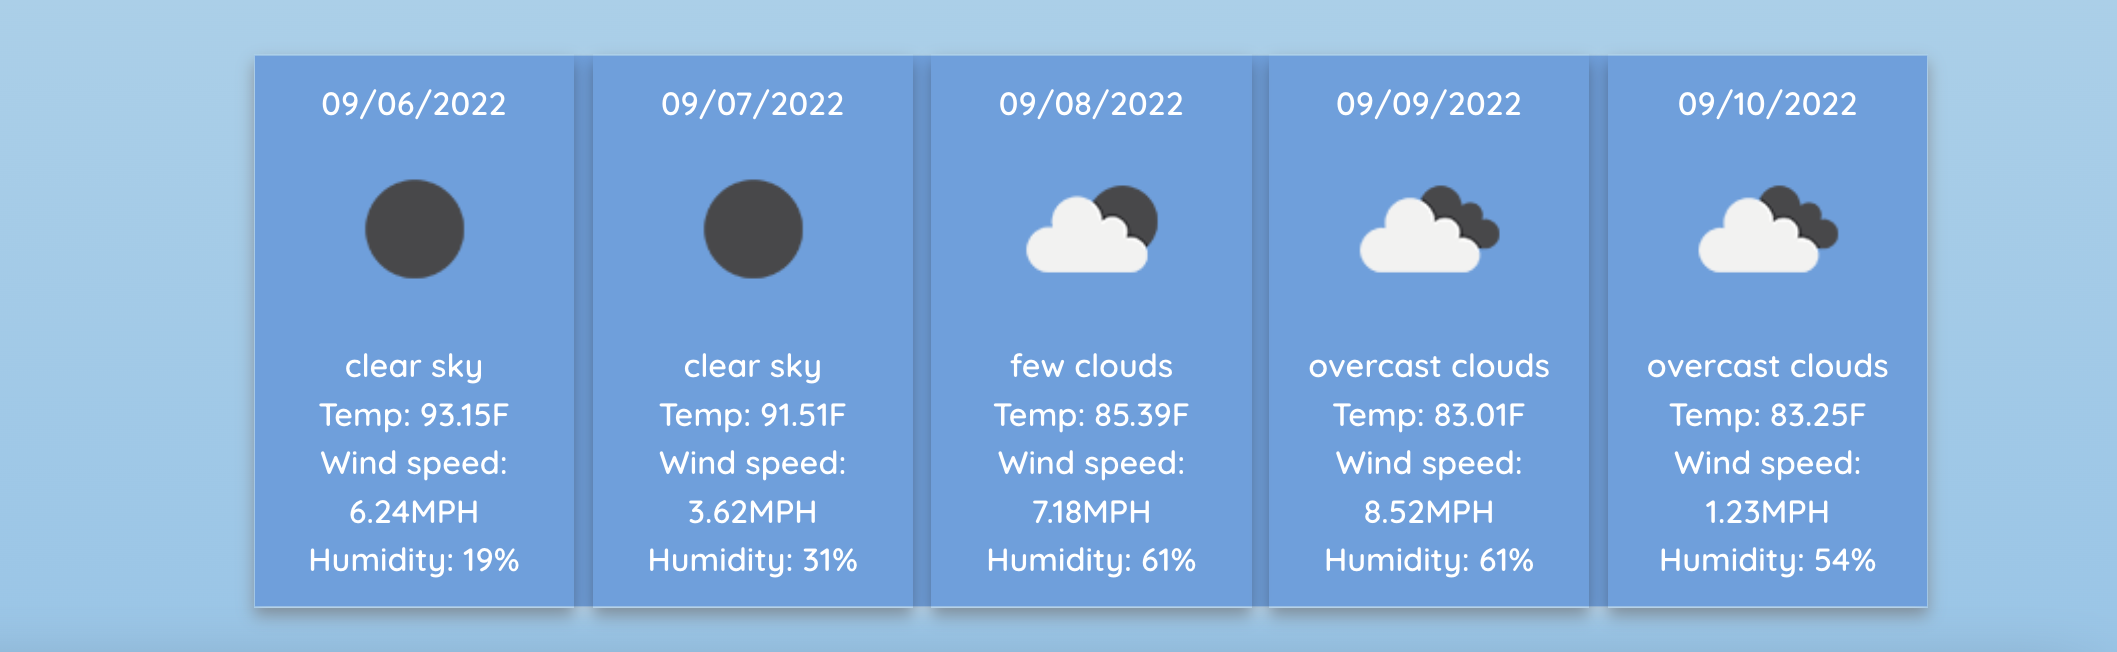 09/06/2022
clear sky
Temp: 93.15F
Wind speed:
6.24MPH
Humidity: 19%
09/07/2022
clear sky
Temp: 91.51F
Wind speed:
3.62MPH
Humidity: 31%
09/08/2022
few clouds
Temp: 85.39F
Wind speed:
7.18MPH
Humidity: 61%
09/09/2022
overcast clouds
Temp: 83.01F
Wind speed:
8.52MPH
Humidity: 61%
09/10/2022
overcast clouds
Temp: 83.25F
Wind speed:
1.23MPH
Humidity: 54%